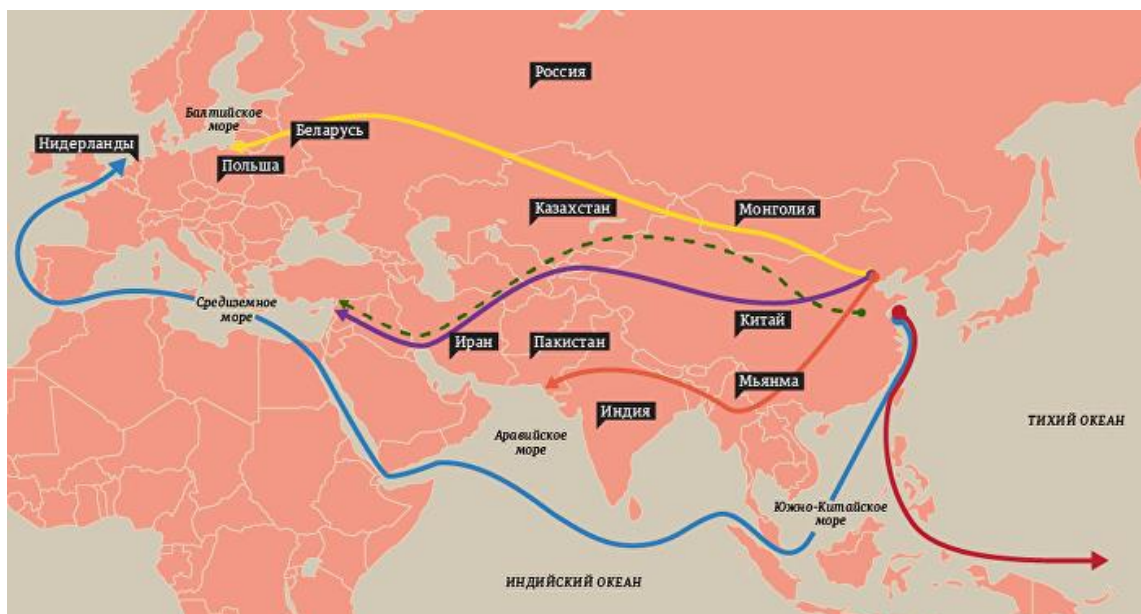 Россия
Балтийское
море
Беларусь
Нидерланды
Польша
Казахстан
Монголия
Средиземное
море
Китай
Иран
Пакистан
Мьянма
Индия
ТИХИЙ ОКЕАН
Аравийское
море
Южно-Китайское
море
ИНДИЙСКИЙ ОКЕАН